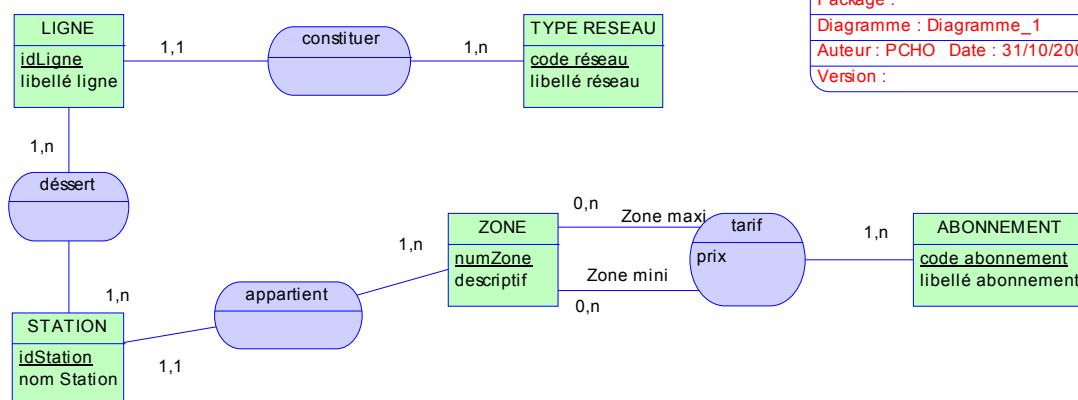 Package :
Diagramme : Diagramme_1
Auteur : PCHO Date : 31/10/200
Version :
LIGNE
idLigne
libellé ligne
1,1
constituer
1,n
TYPE RESEAU
code réseau
libellé réseau
1,n
déssert
1,n
STATION
idStation
nom Station
1,1
appartient
1,n
ZONE
numZone
descriptif
0,n
Zone maxi
Zone mini
0,n
tarif
prix
1,n
ABONNEMENT
code abonnement
libellé abonnement